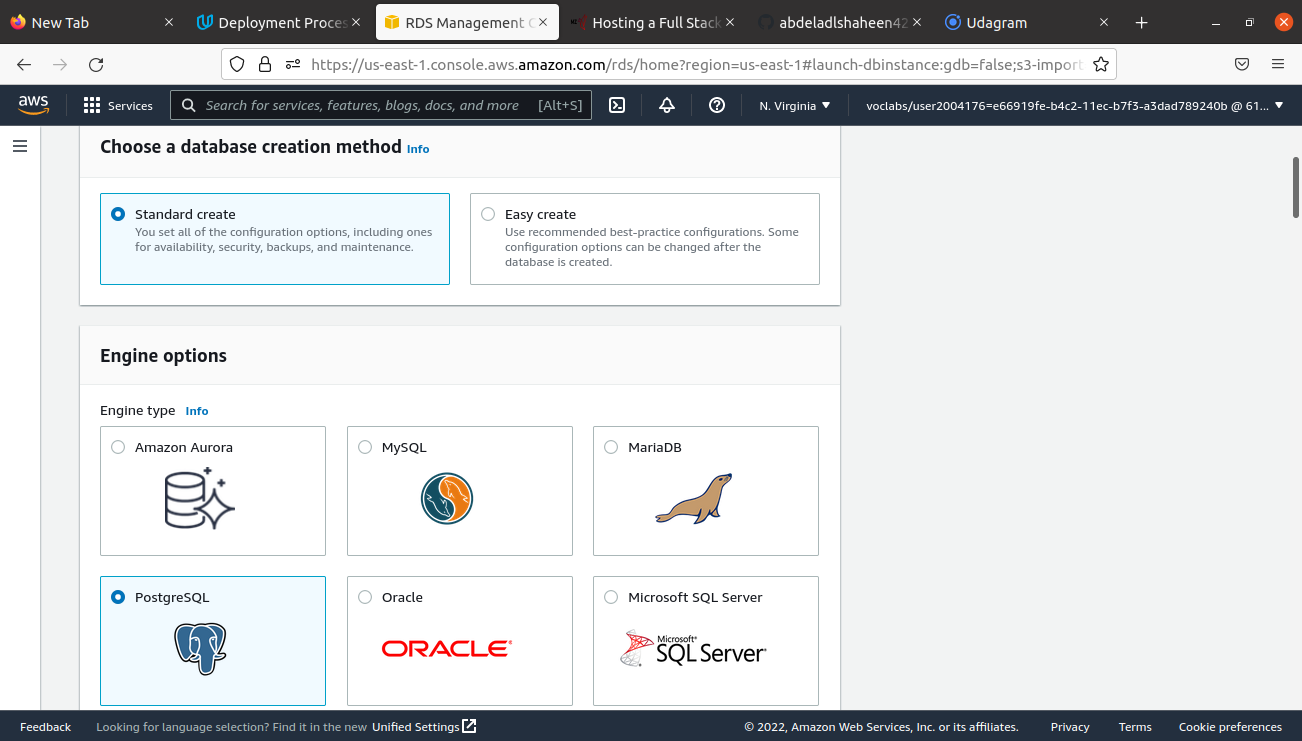 New Tab
Deployment Proces
RDS Management C
Hosting a Full Stack
abdeladlshaheen42
Udagram
https://us-east-1.console.aws.amazon.com/rds/home?region=us-east-1#launch-dbinstance:gdb=false;s3-import
aws
Services
Search for services, features, blogs, docs, and more
[Alt+S]
N. Virginia
voclabs/user2004176=e66919fe-b4c2-11ec-b7f3-a3dad789240b @ 61...
Choose a database creation method Info
Standard create
You set all of the configuration options, including ones
for availability, security, backups, and maintenance.
Easy create
Use recommended best-practice configurations. Some
configuration options can be changed after the
database is created.
Engine options
Engine type Info
Amazon Aurora
MySQL
MariaDB
PostgreSQL
Oracle
ORACLE®
Microsoft SQL Server
Microsoft®
SQL Server®
Feedback
Looking for language selection? Find it in the new Unified Settings
© 2022, Amazon Web Services, Inc. or its affiliates.
Privacy
Terms
Cookie preferences